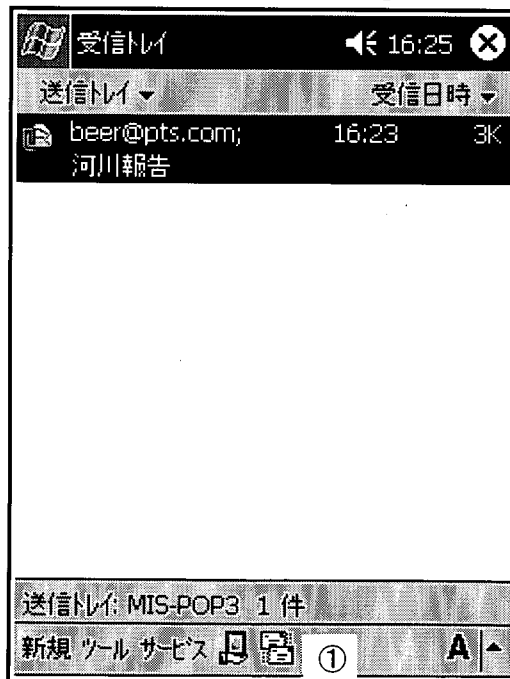 受信トレイ 16:25
送信トレイ 受信日時
beer@pts.com; 16:23 3K
河川報告
送信トレイ: MIS-POP3 1 件
新規 ツール サービス ① A